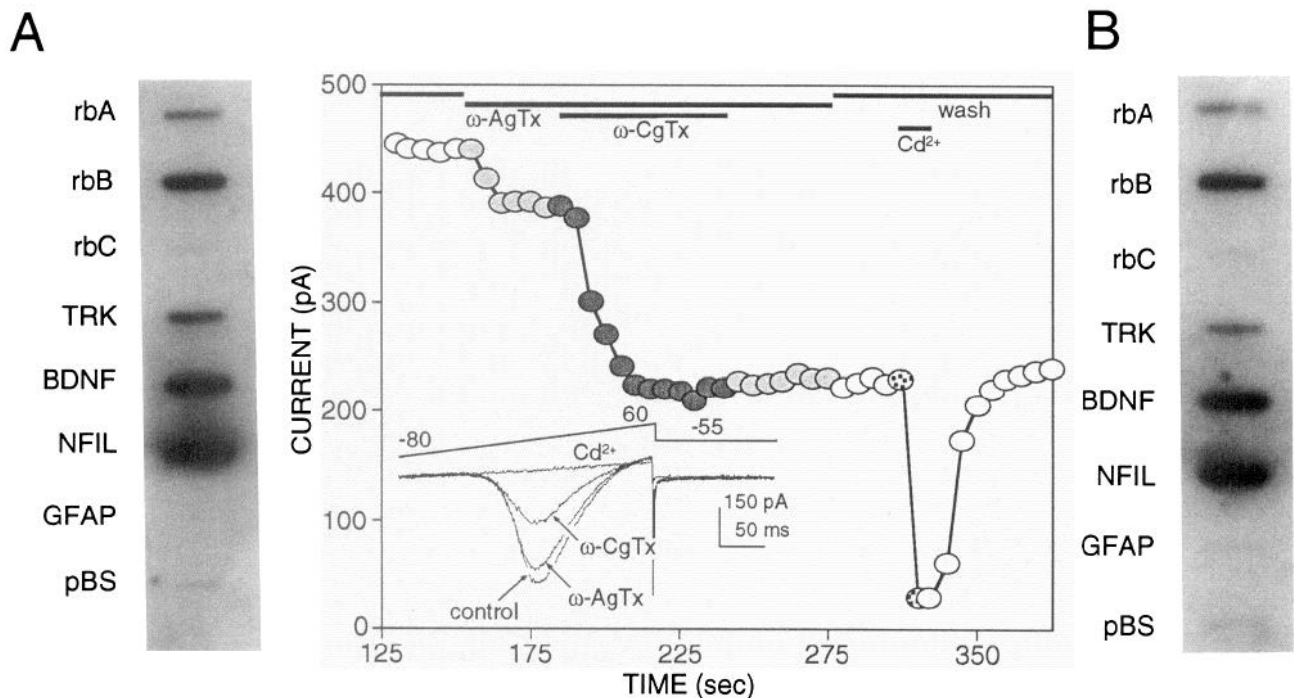 A
rbA
rbB
rbC
TRK
BDNF
NFIL
GFAP
pBS
CURRENT (pA)
500
400
300
200
100
0
ω-AgTx
ω-CgTx
wash
Cd²⁺
-80
60
-55
Cd²⁺
150 pA
50 ms
ω-CgTx
ω-AgTx
control
125
175
225
275
350
TIME (sec)
B
rbA
rbB
rbC
TRK
BDNF
NFIL
GFAP
pBS